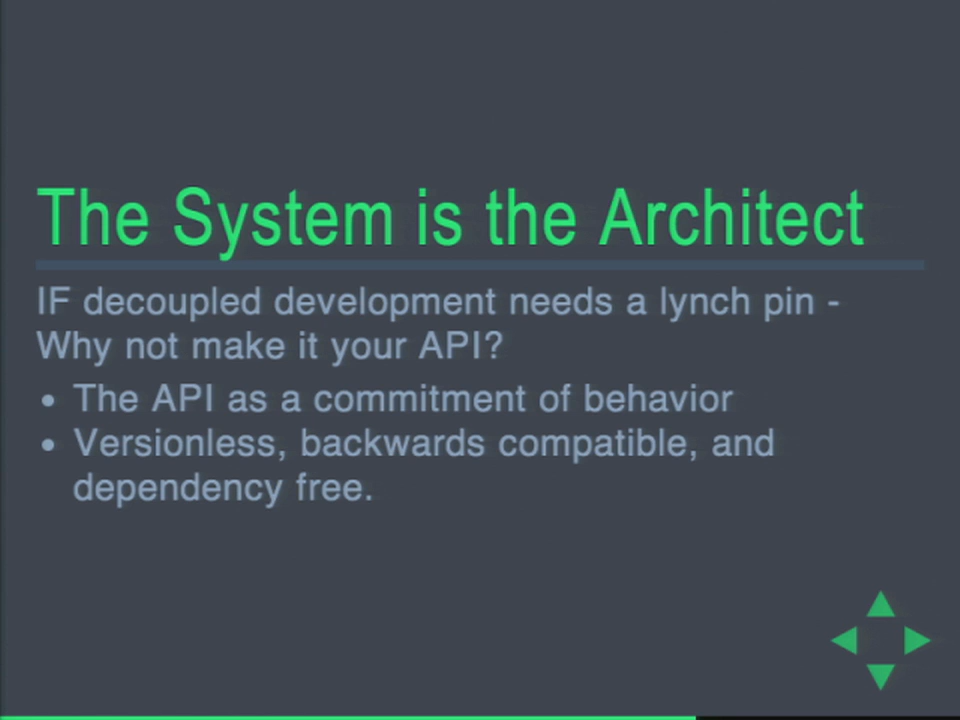 The System is the Architect
IF decoupled development needs a lynch pin -
Why not make it your API?
• The API as a commitment of behavior
• Versionless, backwards compatible, and
dependency free.